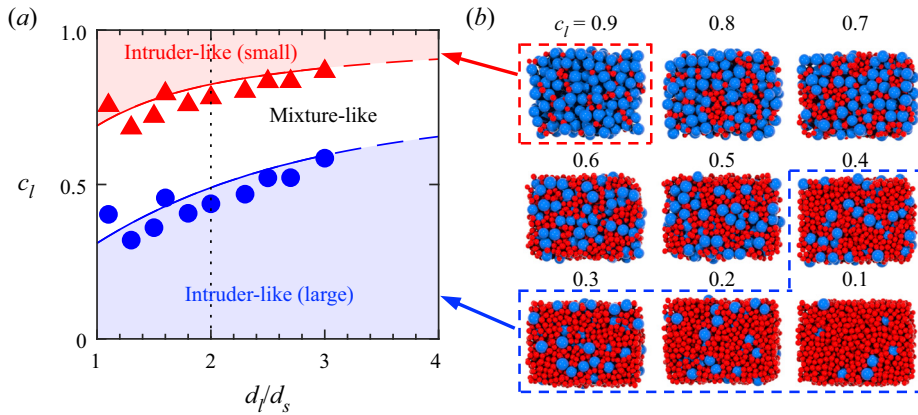 (a)
1.0
Intruder-like (small)
Mixture-like
c_l
0.5
Intruder-like (large)
0
1
2
3
4
d_l/d_s
(b)
c_l = 0.9
0.8
0.7
0.6
0.5
0.4
0.3
0.2
0.1